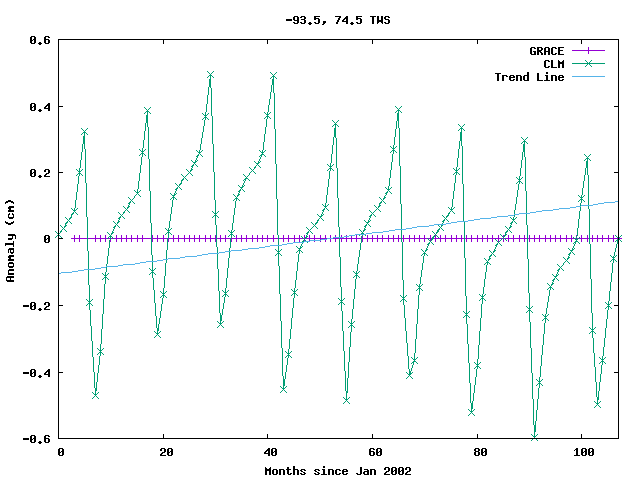 -93.5, 74.5 TWS
GRACE
CLM
Trend Line
0.6
0.4
0.2
0
-0.2
-0.4
-0.6
Anomaly (cm)
0 20 40 60 80 100
Months since Jan 2002